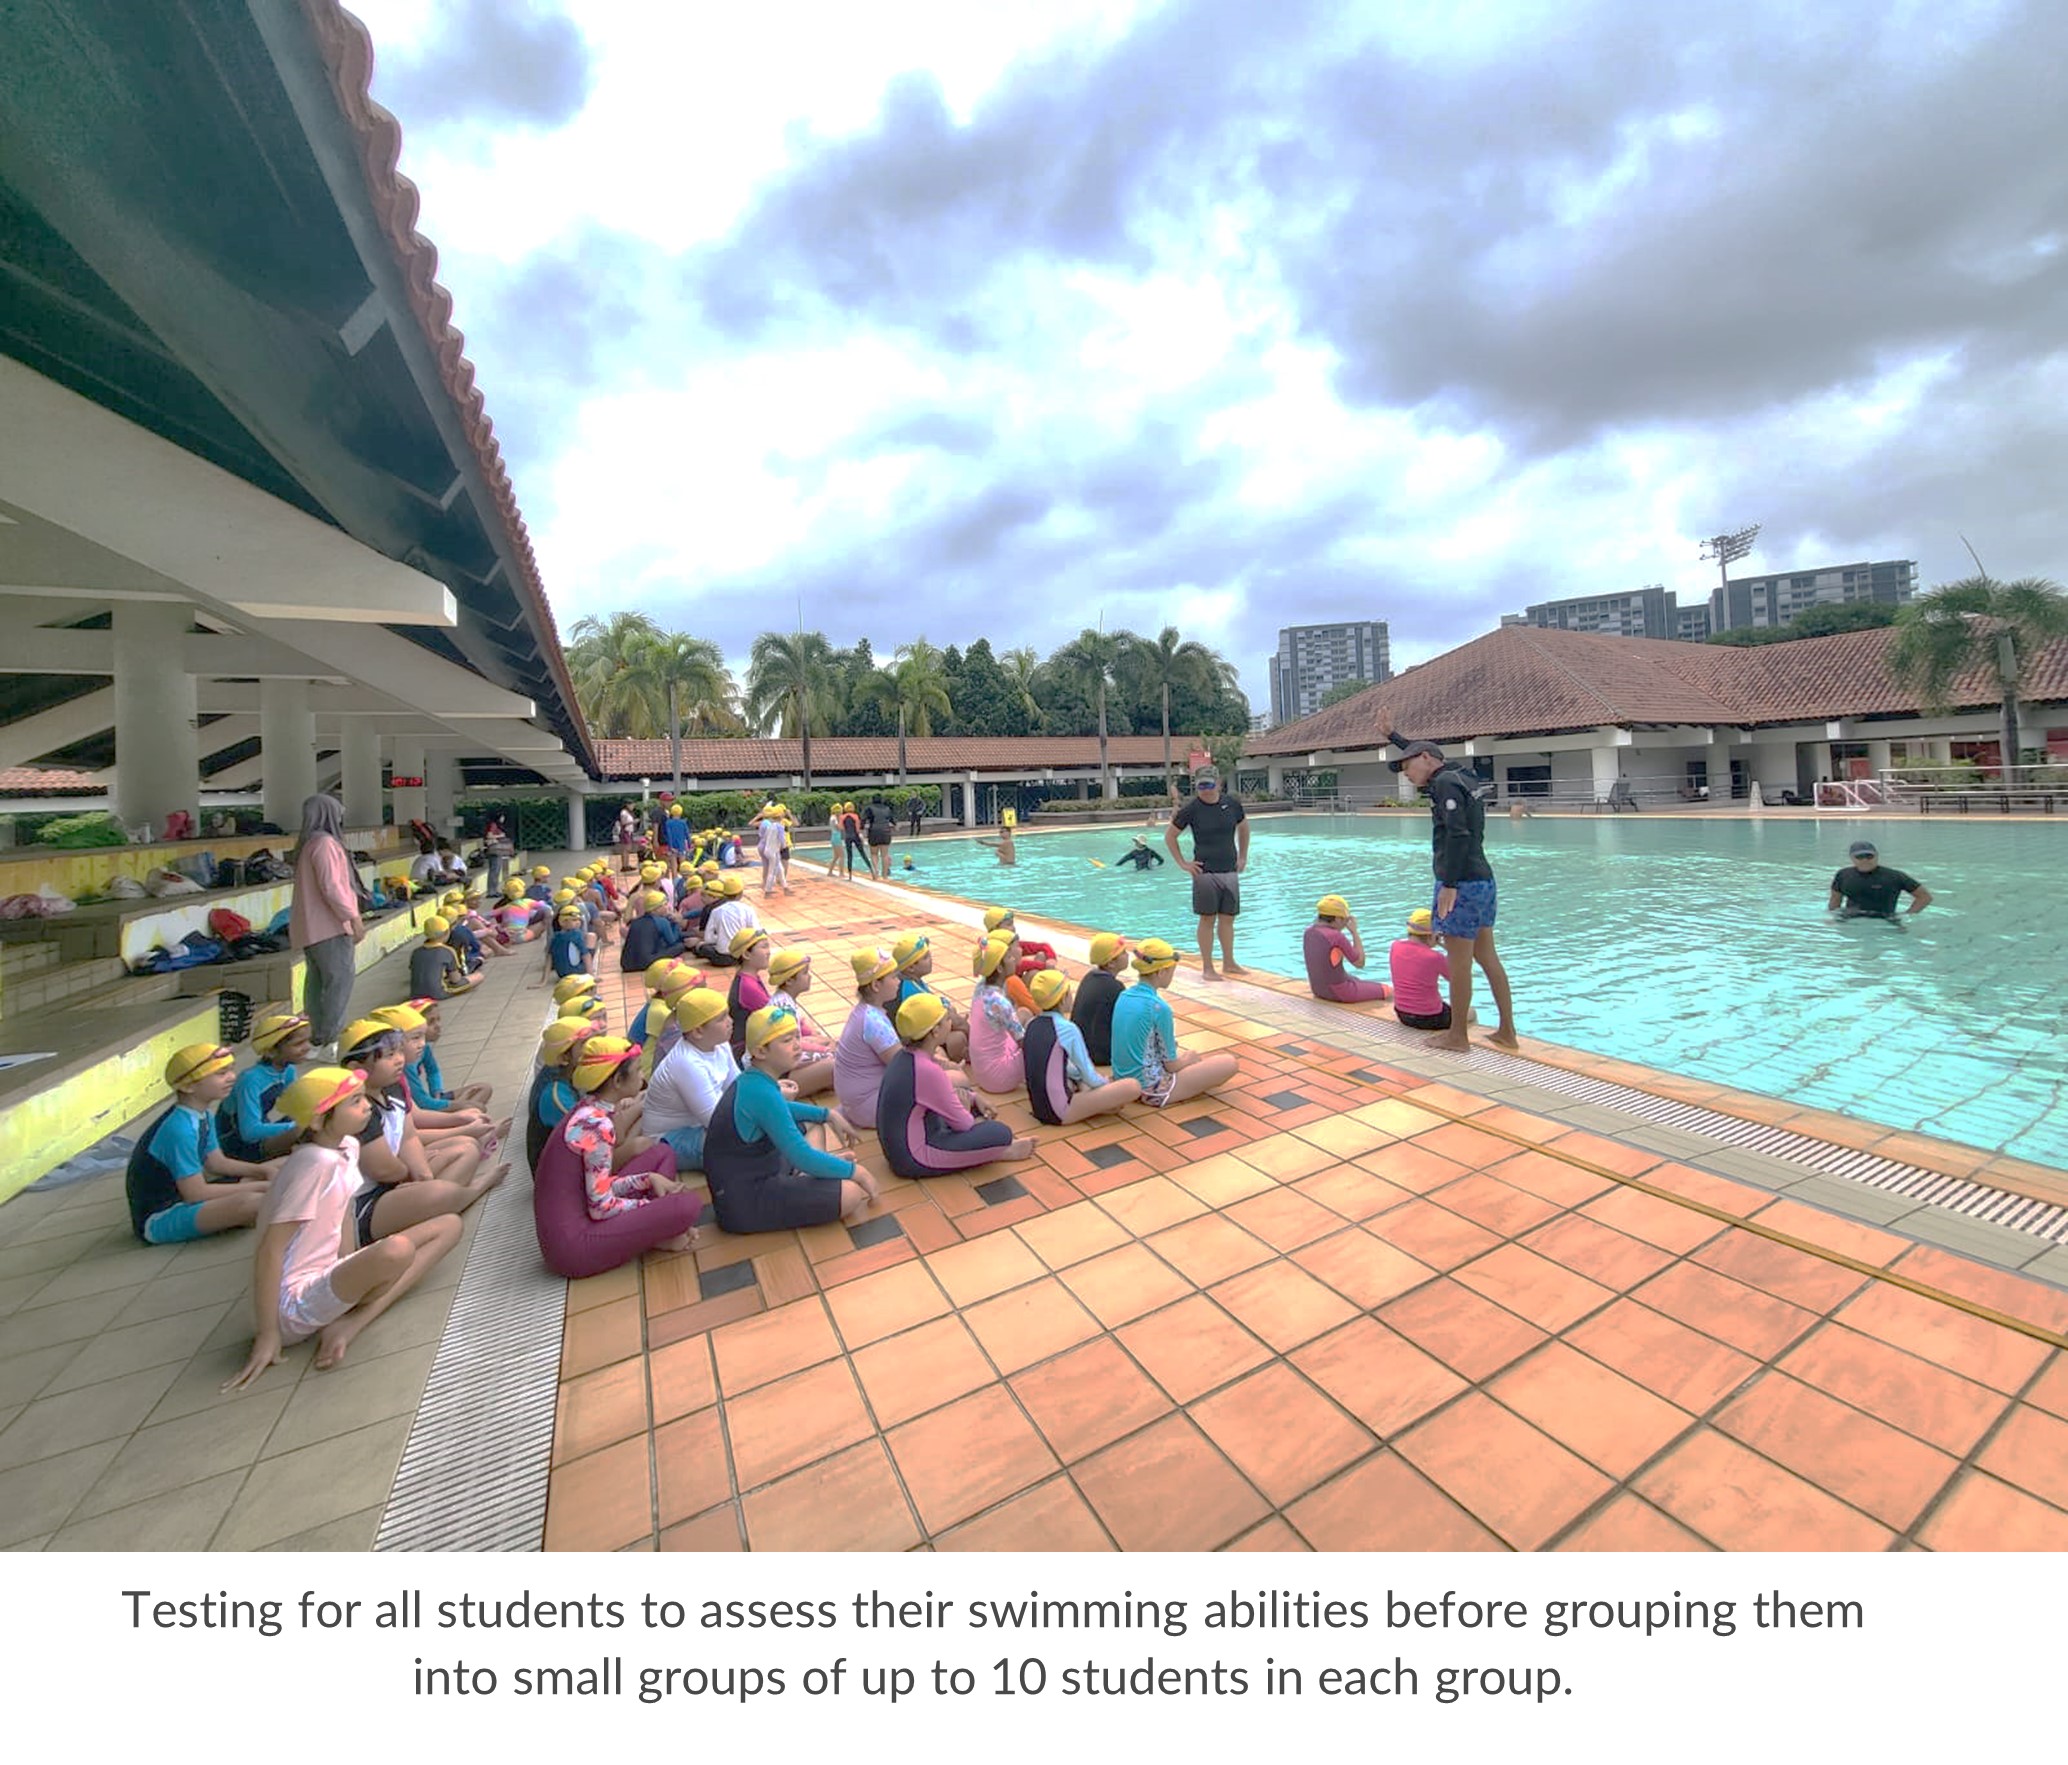 Testing for all students to assess their swimming abilities before grouping them
into small groups of up to 10 students in each group.